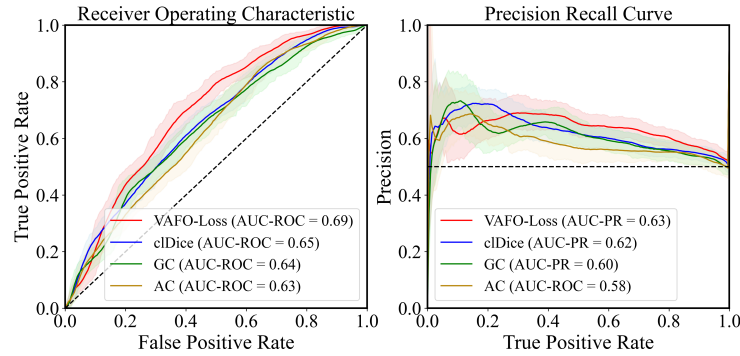 Receiver Operating Characteristic
True Positive Rate
1.0
0.8
0.6
0.4
0.2
0.0
VAFO-Loss (AUC-ROC = 0.69)
clDice (AUC-ROC = 0.65)
GC (AUC-ROC = 0.64)
AC (AUC-ROC = 0.63)
0.0 0.2 0.4 0.6 0.8 1.0
False Positive Rate
Precision Recall Curve
Precision
1.0
0.8
0.6
0.4
0.2
0.0
VAFO-Loss (AUC-PR = 0.63)
clDice (AUC-PR = 0.62)
GC (AUC-PR = 0.60)
AC (AUC-ROC = 0.58)
0.0 0.2 0.4 0.6 0.8 1.0
True Positive Rate